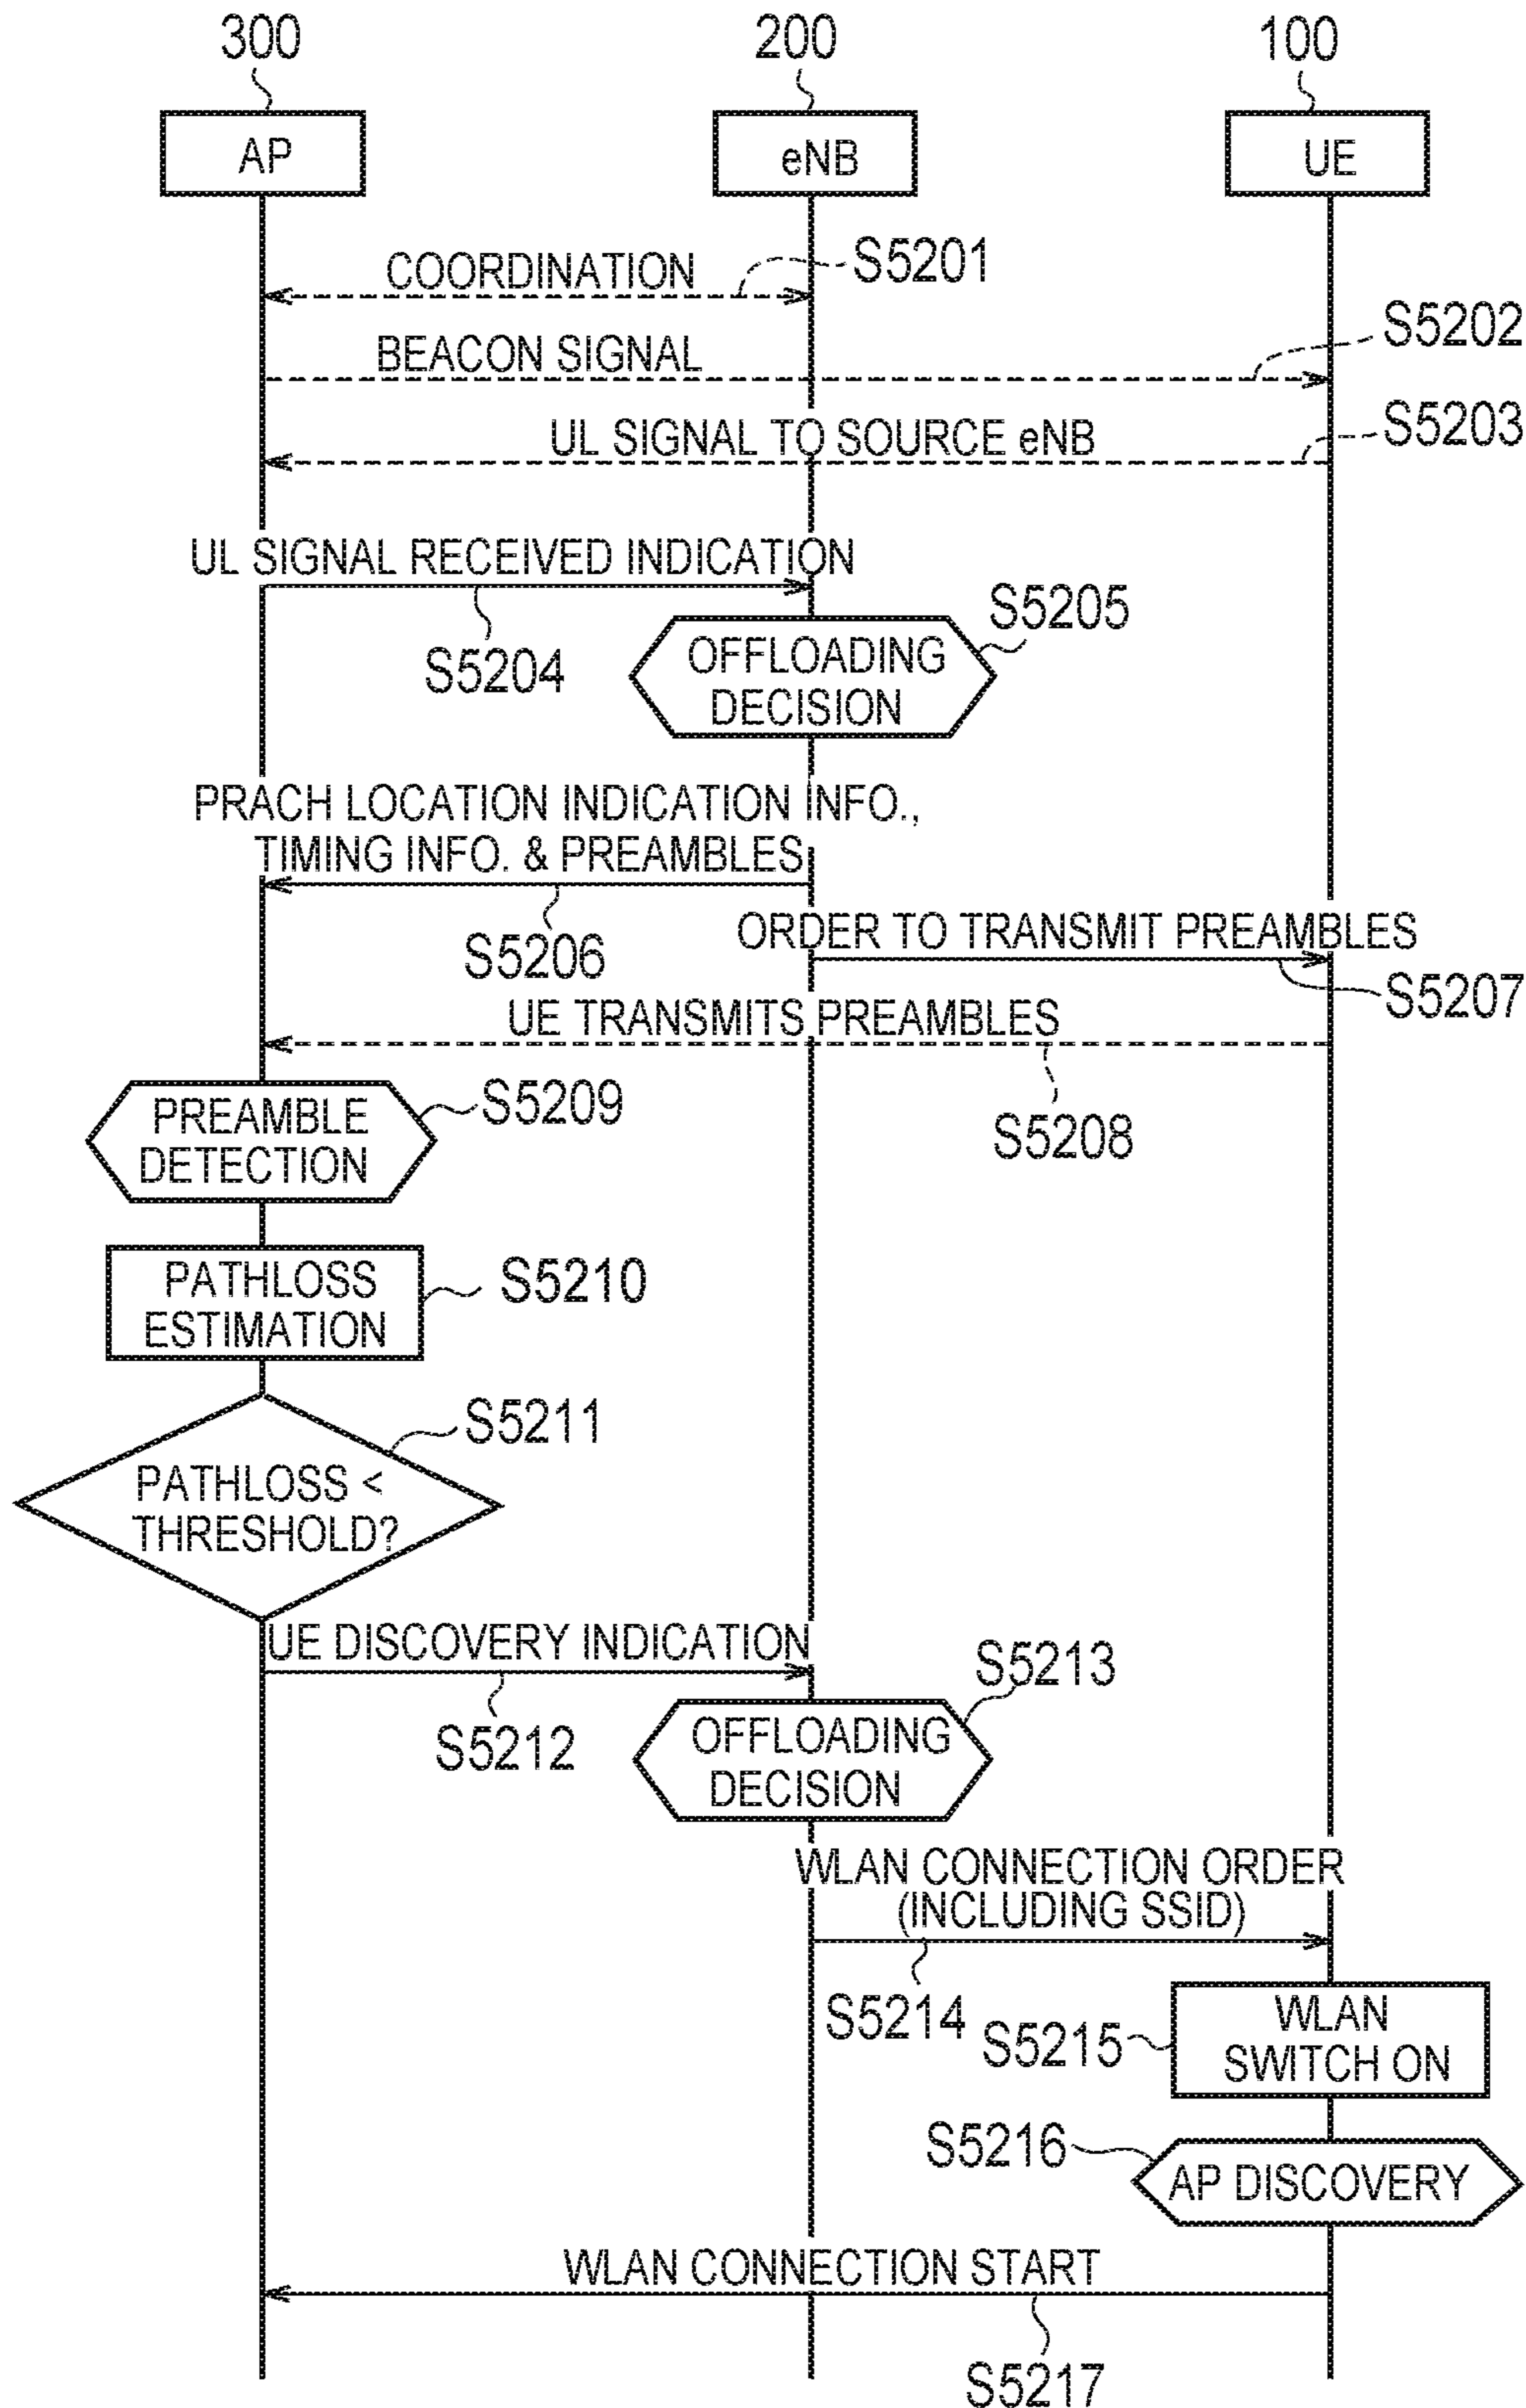 300
200
100
AP
eNB
UE
COORDINATION
S5201
BEACON SIGNAL
S5202
UL SIGNAL TO SOURCE eNB
S5203
UL SIGNAL RECEIVED INDICATION
S5204
OFFLOADING
DECISION
S5205
PRACH LOCATION INDICATION INFO.,
TIMING INFO. & PREAMBLES
S5206
ORDER TO TRANSMIT PREAMBLES
S5207
UE TRANSMITS PREAMBLES
S5208
PREAMBLE
DETECTION
S5209
PATHLOSS
ESTIMATION
S5210
PATHLOSS <
THRESHOLD?
S5211
UE DISCOVERY INDICATION
S5212
OFFLOADING
DECISION
S5213
WLAN CONNECTION ORDER
(INCLUDING SSID)
S5214
WLAN
SWITCH ON
S5215
S5216
AP DISCOVERY
WLAN CONNECTION START
S5217